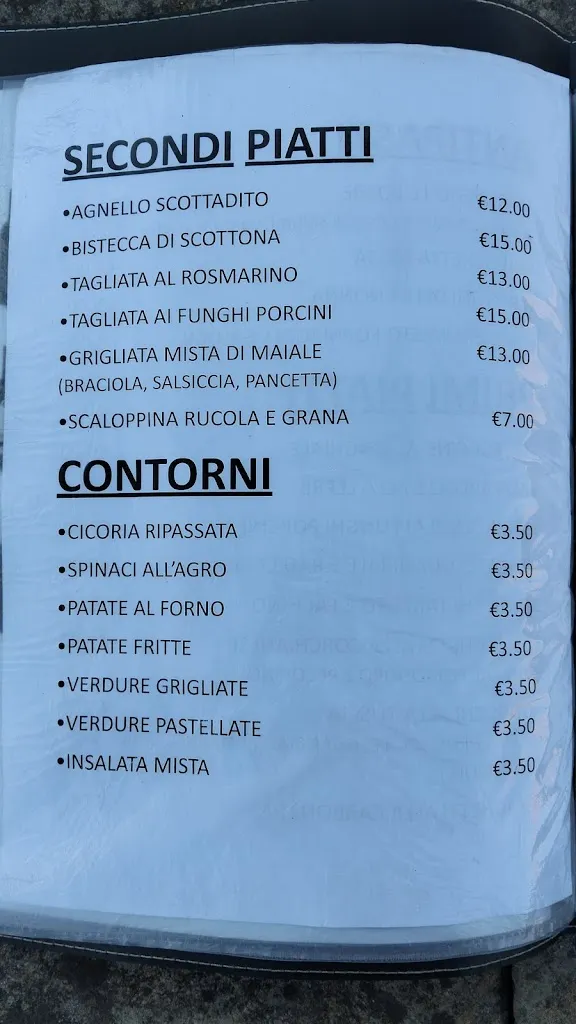 SECONDI PIATTI
•AGNELLO SCOTTADITO €12.00
•BISTECCA DI SCOTTONA €15.00
•TAGLIATA AL ROSMARINO €13.00
•TAGLIATA AI FUNGHI PORCINI €15.00
•GRIGLIATA MISTA DI MAIALE €13.00
(BRACIOLA, SALSICCIA, PANCETTA)
•SCALOPPINA RUCOLA E GRANA €7.00
CONTORNI
•CICORIA RIPASSATA €3.50
•SPINACI ALL'AGRO €3.50
•PATATE AL FORNO €3.50
•PATATE FRITTE €3.50
•VERDURE GRIGLIATE €3.50
•VERDURE PASTELLATE €3.50
•INSALATA MISTA €3.50